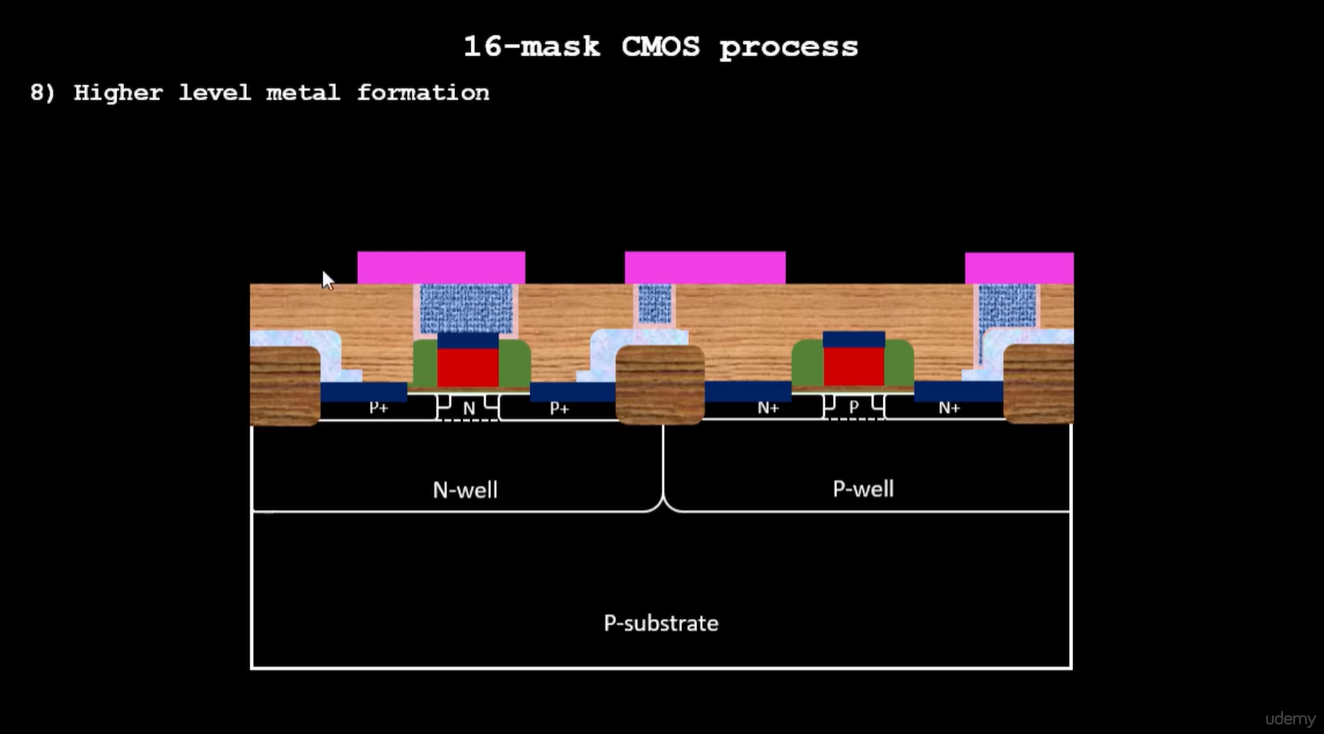 16-mask CMOS process
8) Higher level metal formation
P+ N P+ N+ P N+
N-well P-well
P-substrate
udemy